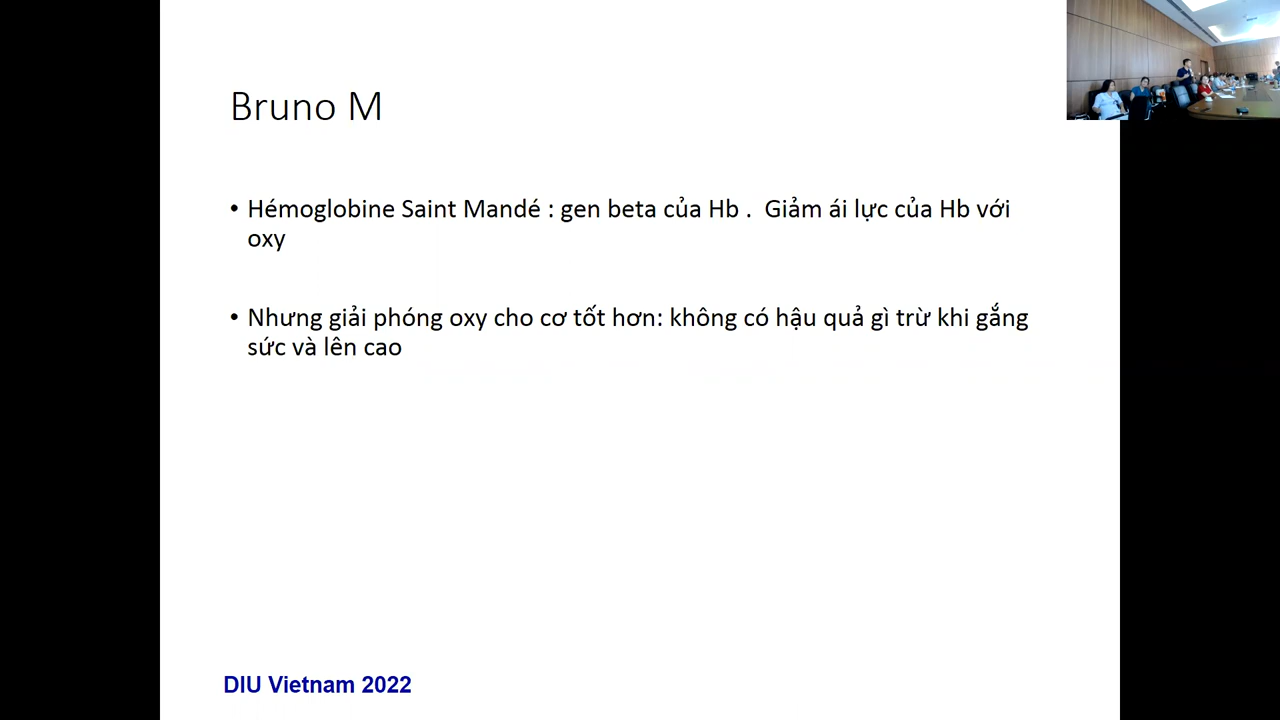 Bruno M
• Hémoglobine Saint Mandé : gen beta của Hb . Giảm ái lực của Hb với
oxy
• Nhưng giải phóng oxy cho cơ tốt hơn: không có hậu quả gì trừ khi gắng
sức và lên cao
DIU Vietnam 2022